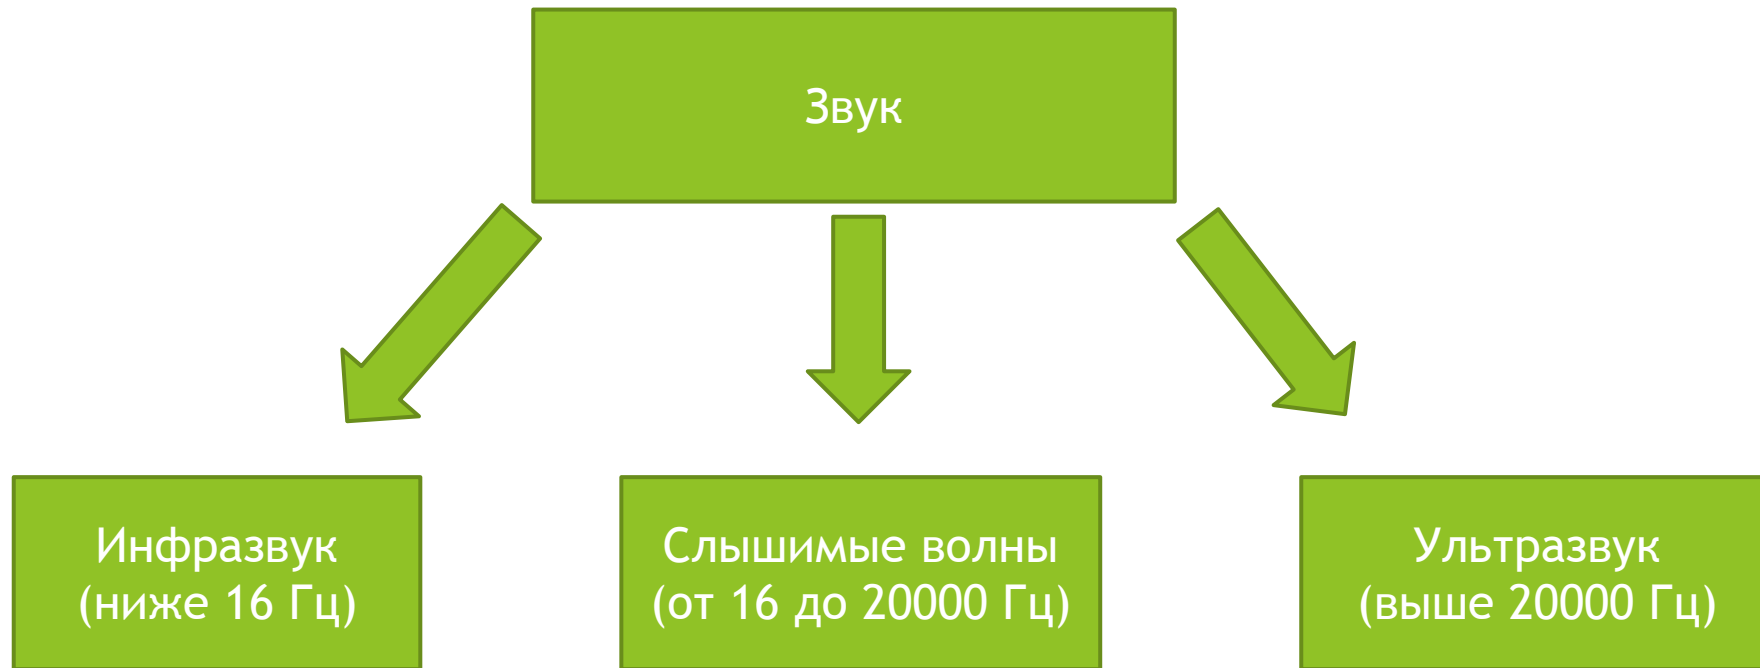 Звук
Инфразвук
(ниже 16 Гц)
Слышимые волны
(от 16 до 20000 Гц)
Ультразвук
(выше 20000 Гц)